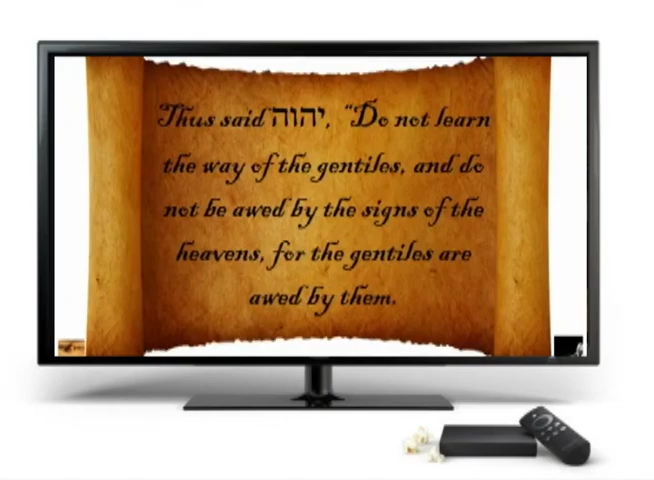 Thus said יהוה, “Do not learn
the way of the gentiles, and do
not be awed by the signs of the
heavens, for the gentiles are
awed by them.